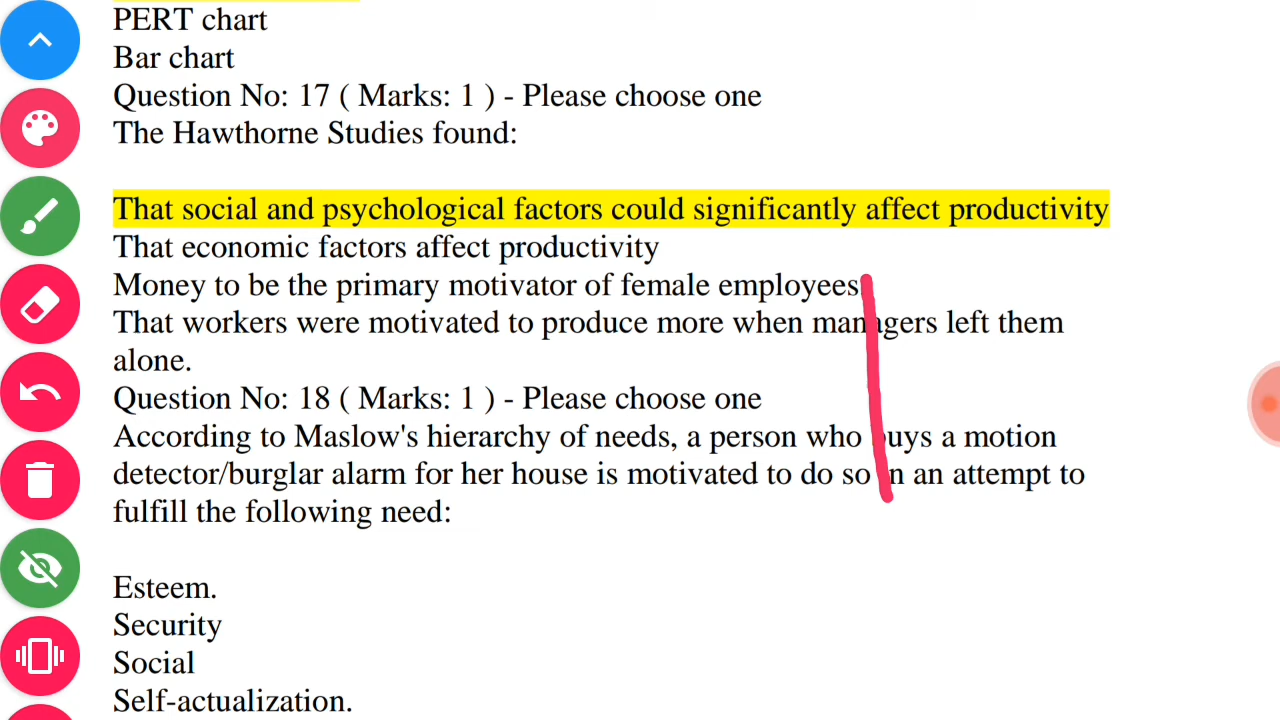 PERT chart
Bar chart
Question No: 17 ( Marks: 1 ) - Please choose one
The Hawthorne Studies found:
That social and psychological factors could significantly affect productivity
That economic factors affect productivity
Money to be the primary motivator of female employees
That workers were motivated to produce more when managers left them
alone.
Question No: 18 ( Marks: 1 ) - Please choose one
According to Maslow's hierarchy of needs, a person who buys a motion
detector/burglar alarm for her house is motivated to do so in an attempt to
fulfill the following need:
Esteem.
Security
Social
Self-actualization.